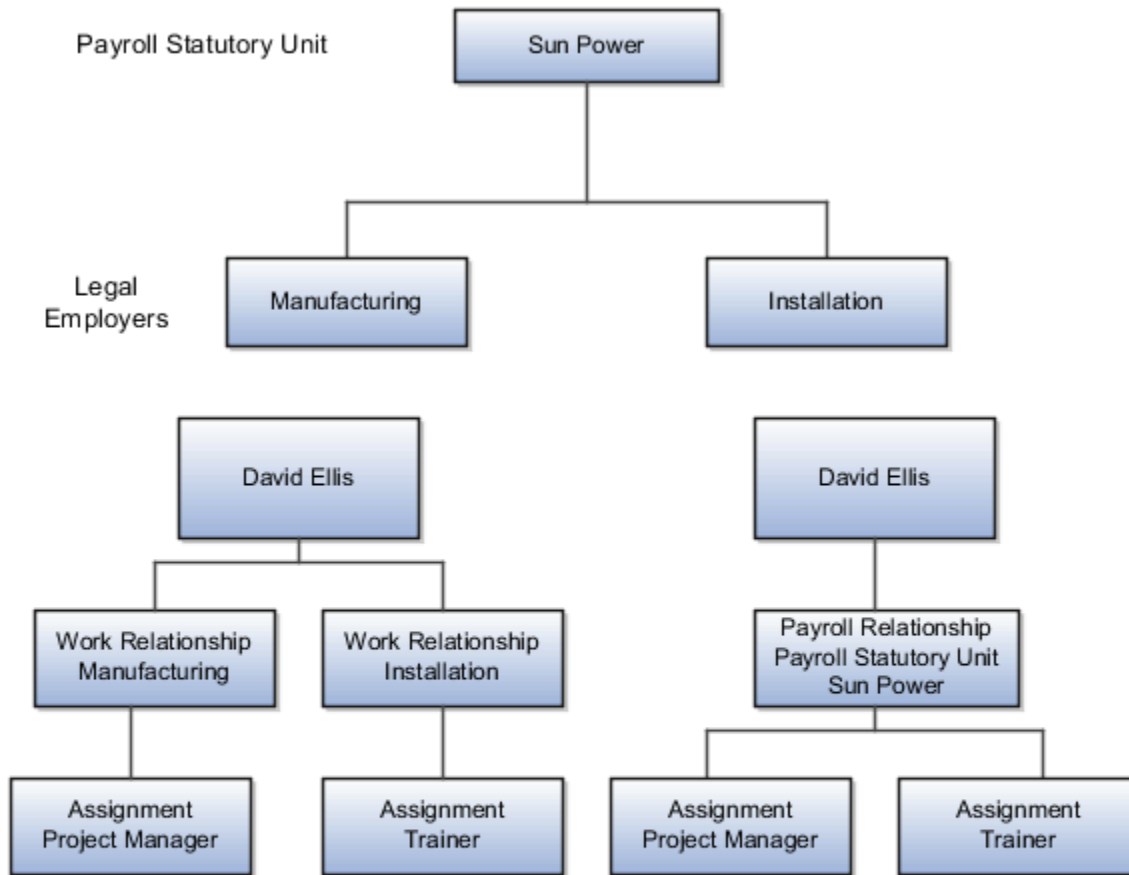 Payroll Statutory Unit
Sun Power
Legal
Employers
Manufacturing
Installation
David Ellis
David Ellis
Work Relationship
Manufacturing
Work Relationship
Installation
Payroll Relationship
Payroll Statutory Unit
Sun Power
Assignment
Project Manager
Assignment
Trainer
Assignment
Project Manager
Assignment
Trainer